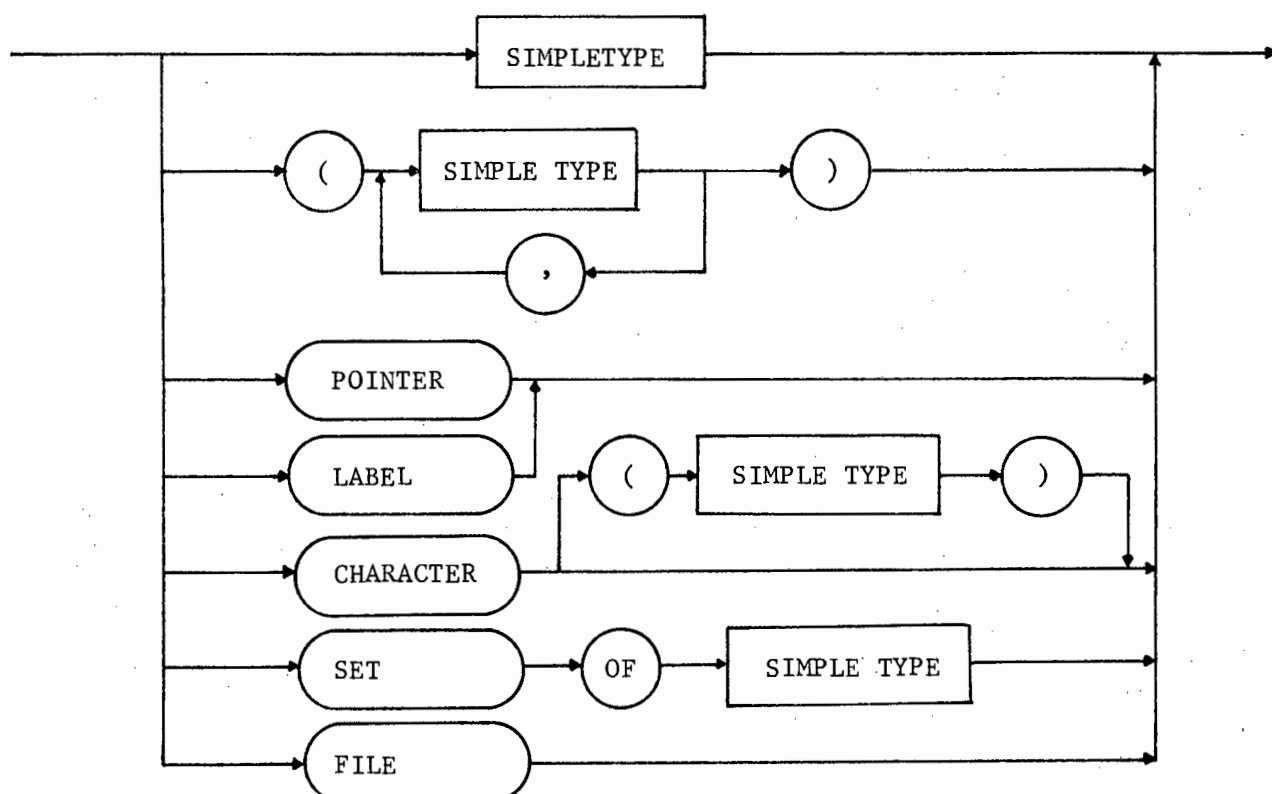 SIMPLETYPE
( SIMPLE TYPE )
,
POINTER
LABEL ( SIMPLE TYPE )
CHARACTER
SET OF SIMPLE TYPE
FILE